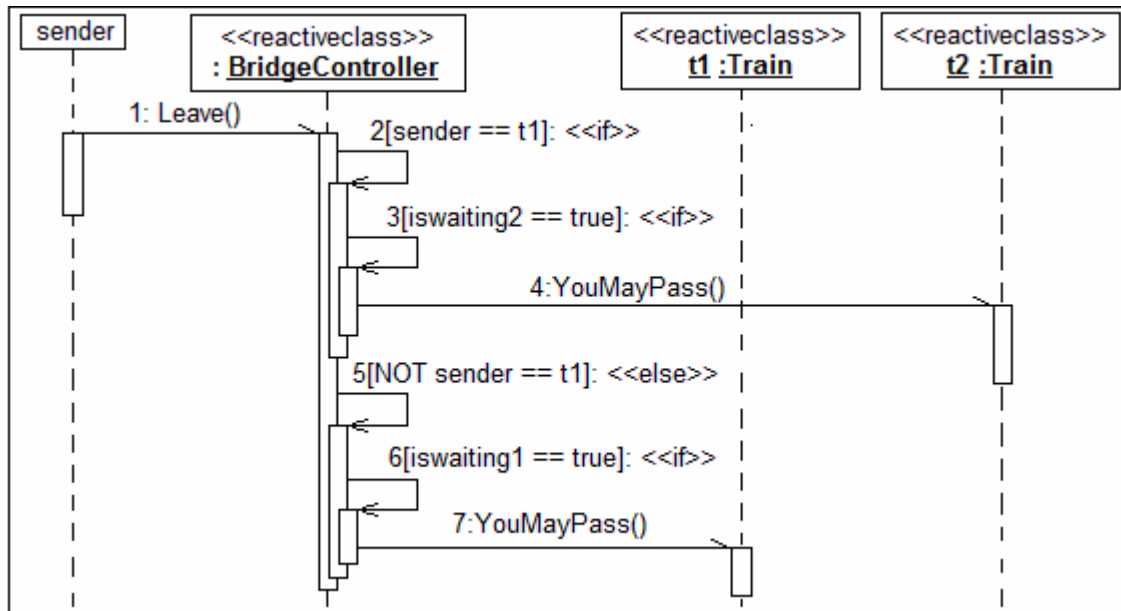 sender
<<reactiveclass>>
: BridgeController
<<reactiveclass>>
t1 :Train
<<reactiveclass>>
t2 :Train
1: Leave()
2[sender == t1]: <<if>>
3[iswaiting2 == true]: <<if>>
4:YouMayPass()
5[NOT sender == t1]: <<else>>
6[iswaiting1 == true]: <<if>>
7:YouMayPass()